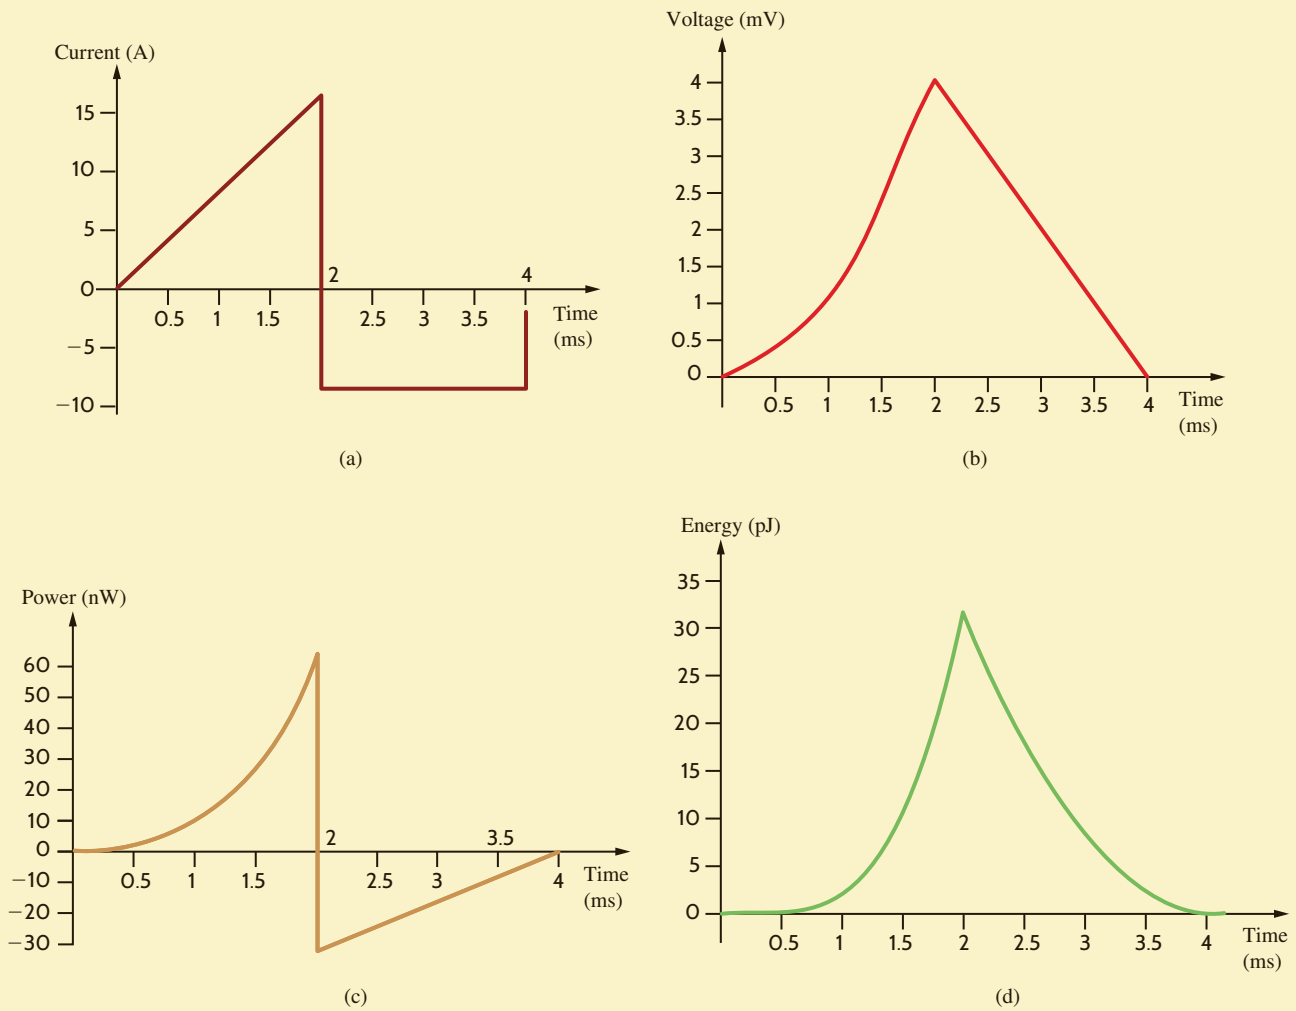 Current (A)
15
10
5
0
−5
−10
0.5 1 1.5 2 2.5 3 3.5 4
Time
(ms)
(a)
Voltage (mV)
4
3.5
3
2.5
2
1.5
1
0.5
0
0.5 1 1.5 2 2.5 3 3.5 4
Time
(ms)
(b)
Power (nW)
60
50
40
30
20
10
0
−10
−20
−30
0.5 1 1.5 2 2.5 3 3.5 4
Time
(ms)
(c)
Energy (pJ)
35
30
25
20
15
10
5
0
0.5 1 1.5 2 2.5 3 3.5 4
Time
(ms)
(d)